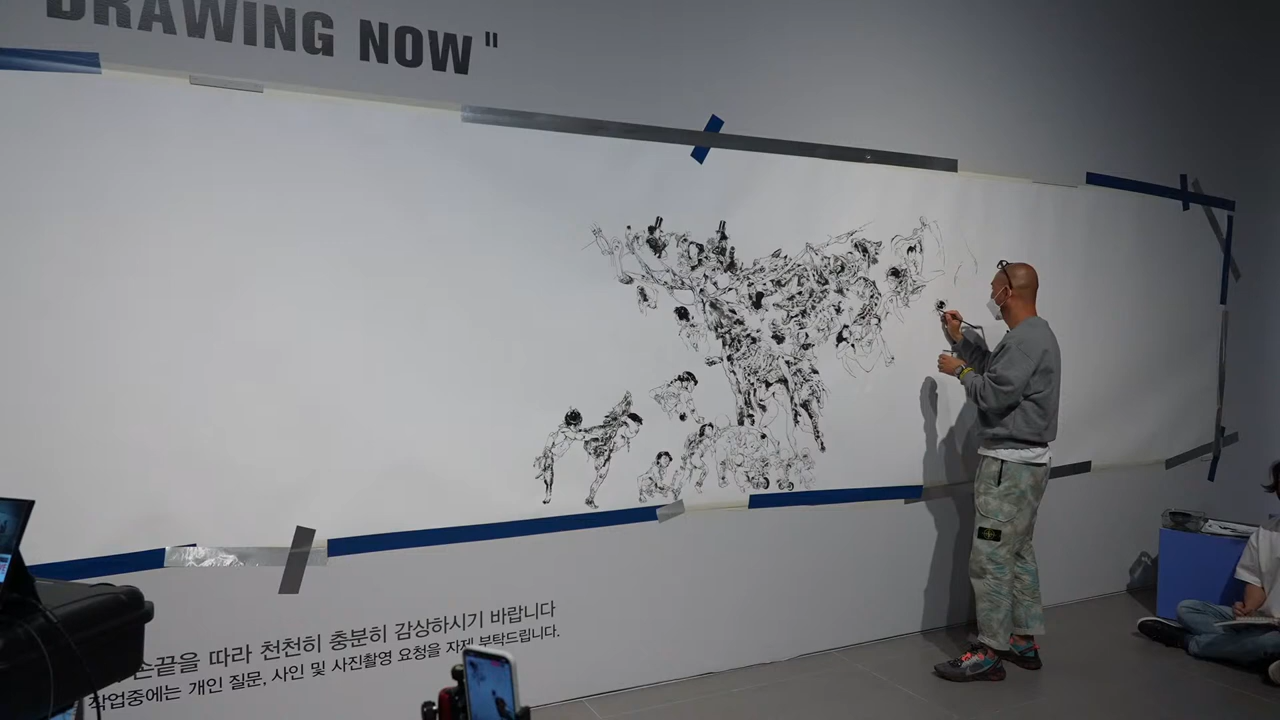 DRAWING NOW"
손끝을 따라 천천히 충분히 감상하시기 바랍니다
작업중에는 개인 질문, 사인 및 사진촬영 요청을 자제 부탁드립니다.